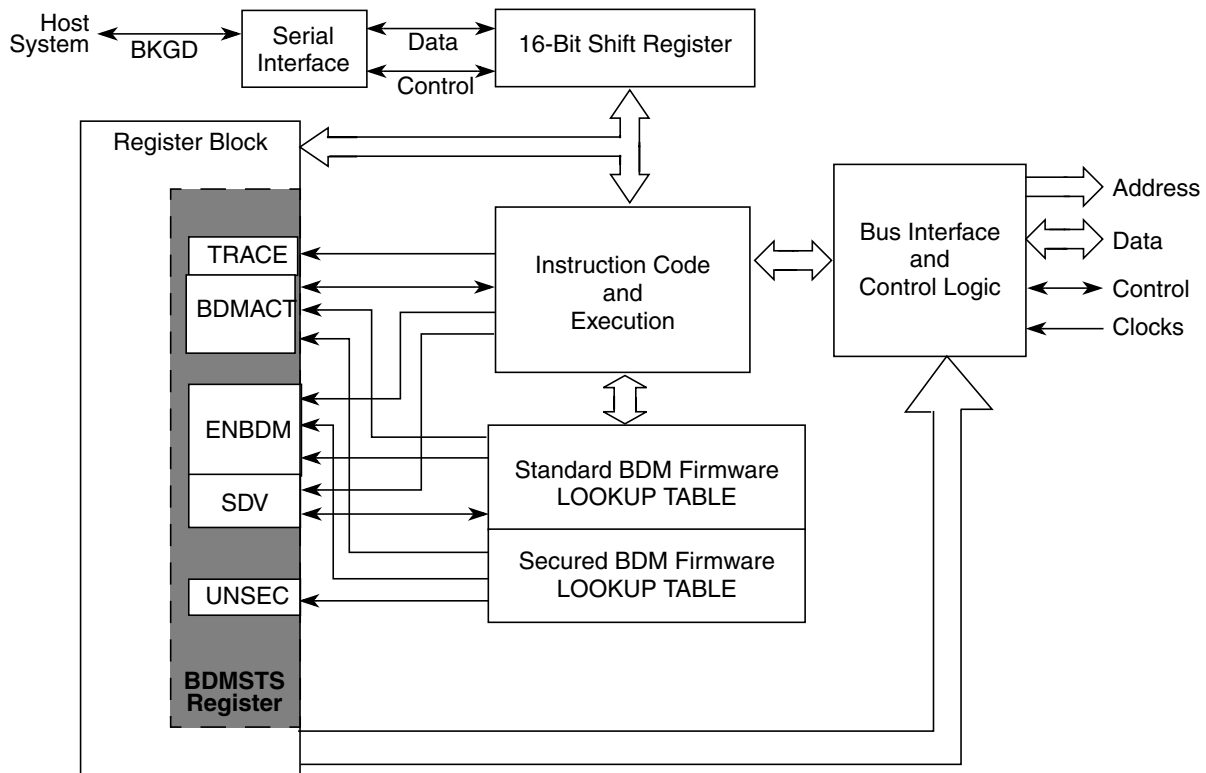 Host
System
BKGD
Serial
Interface
Data
Control
16-Bit Shift Register
Register Block
TRACE
BDMACT
ENBDM
SDV
UNSEC
BDMSTS
Register
Instruction Code
and
Execution
Standard BDM Firmware
LOOKUP TABLE
Secured BDM Firmware
LOOKUP TABLE
Bus Interface
and
Control Logic
Address
Data
Control
Clocks